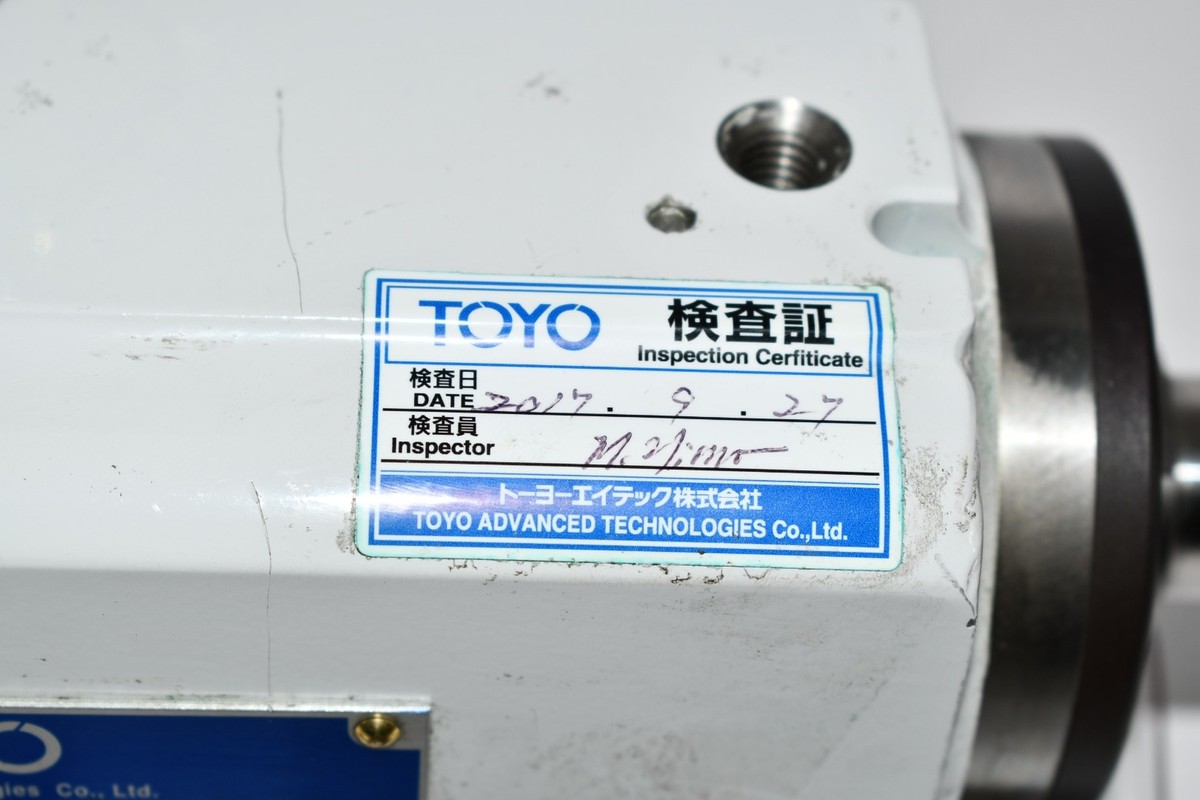 TOYO 検査証
Inspection Cerfiticate
検査日
DATE 2017. 9. 27
検査員
Inspector M.
トーヨーエイテック株式会社
TOYO ADVANCED TECHNOLOGIES Co.,Ltd.
O
gies Co., Ltd.